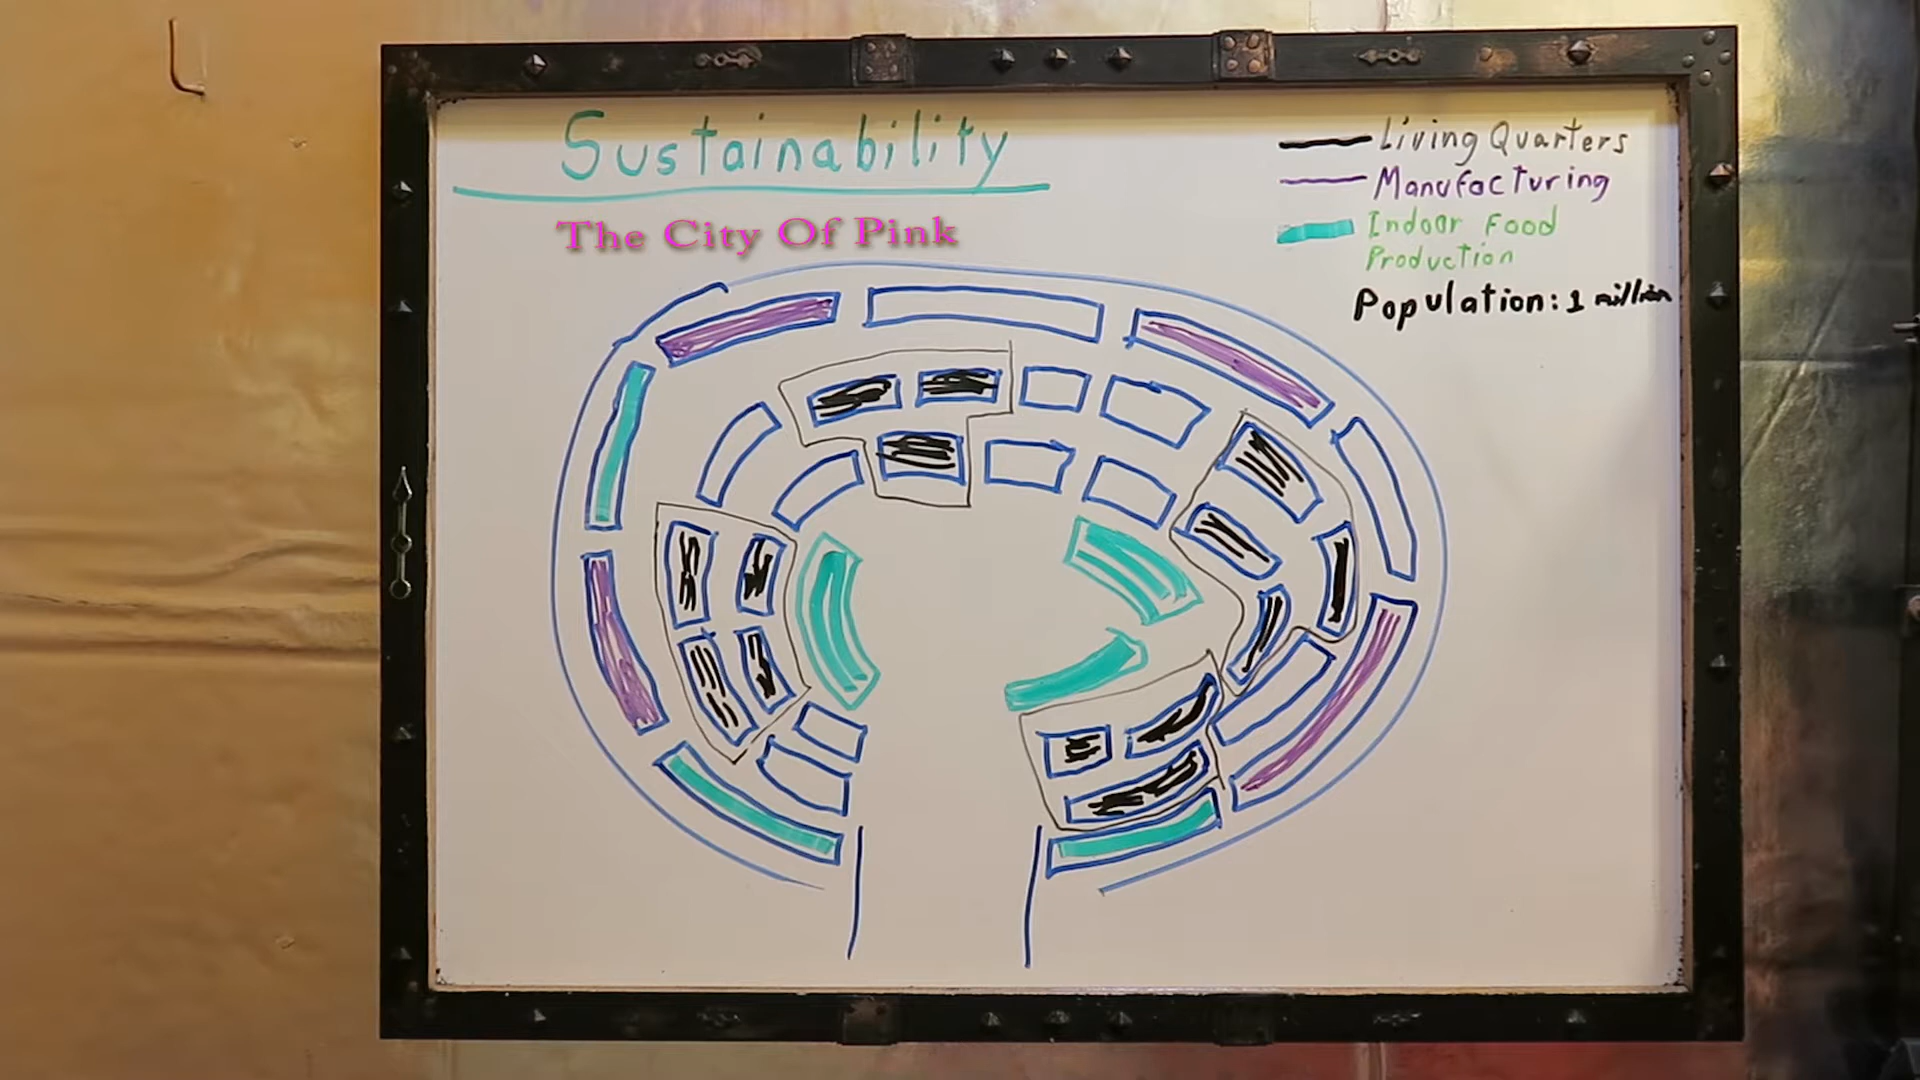 Sustainability
The City Of Pink
Living Quarters
Manufacturing
Indoor Food
Production
Population: 1 million